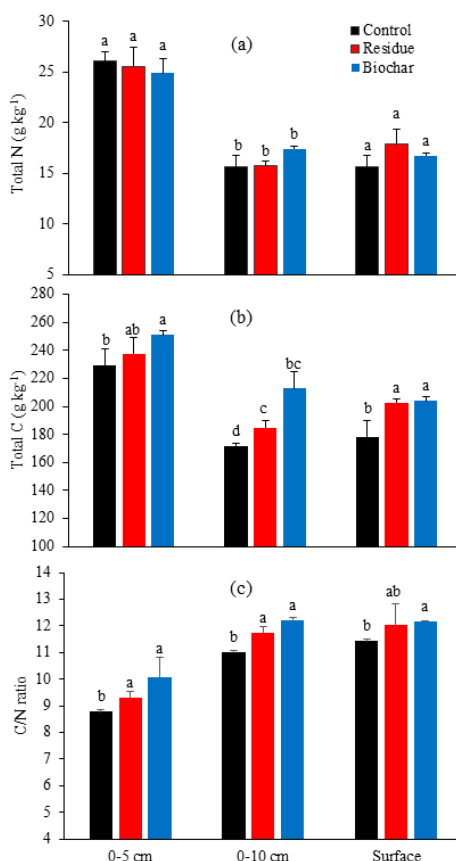 30
25
20
15
10
5
Total N (g kg-1)
(a)
Control
Residue
Biochar
a
a
a
b
b
b
a
a
a
280
260
240
220
200
180
160
140
120
100
Total C (g kg-1)
(b)
b
ab
a
d
c
bc
b
a
a
14
13
12
11
10
9
8
7
6
5
4
C/N ratio
(c)
b
a
a
b
a
a
b
ab
a
0-5 cm
0-10 cm
Surface